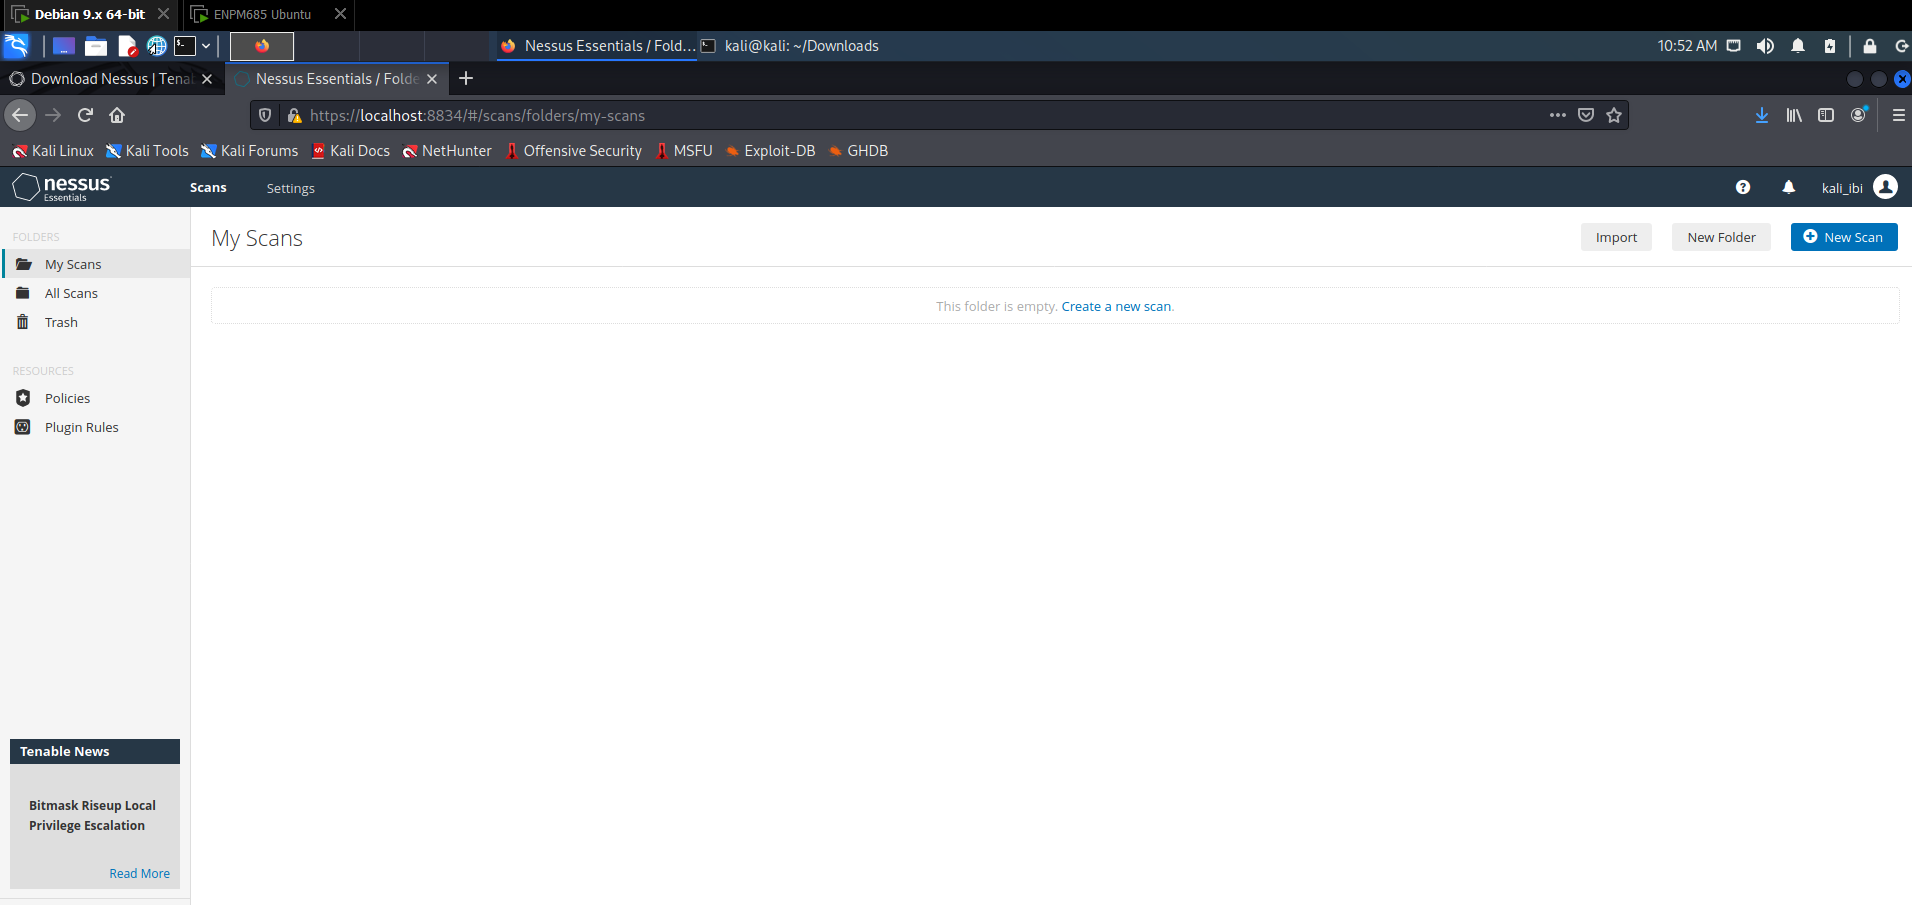 Debian 9.x 64-bit ENPM685 Ubuntu
Nessus Essentials / Fold... kali@kali: ~/Downloads 10:52 AM
Download Nessus | Tenal Nessus Essentials / Folde
https://localhost:8834/#/scans/folders/my-scans
Kali Linux Kali Tools Kali Forums Kali Docs NetHunter Offensive Security MSFU Exploit-DB GHDB
nessus Essentials Scans Settings kali_ibi
FOLDERS
My Scans
All Scans
Trash
RESOURCES
Policies
Plugin Rules
My Scans Import New Folder New Scan
This folder is empty. Create a new scan.
Tenable News
Bitmask Riseup Local
Privilege Escalation
Read More